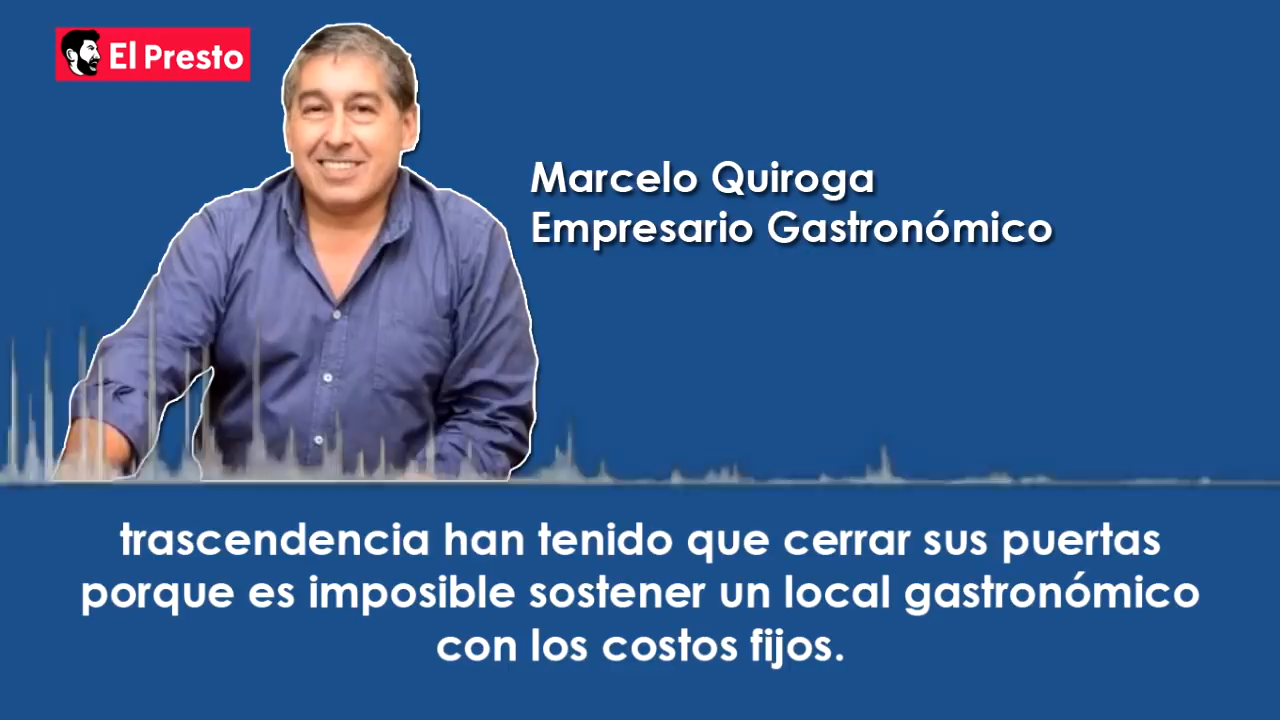 El Presto
Marcelo Quiroga
Empresario Gastronómico
trascendencia han tenido que cerrar sus puertas
porque es imposible sostener un local gastronómico
con los costos fijos.